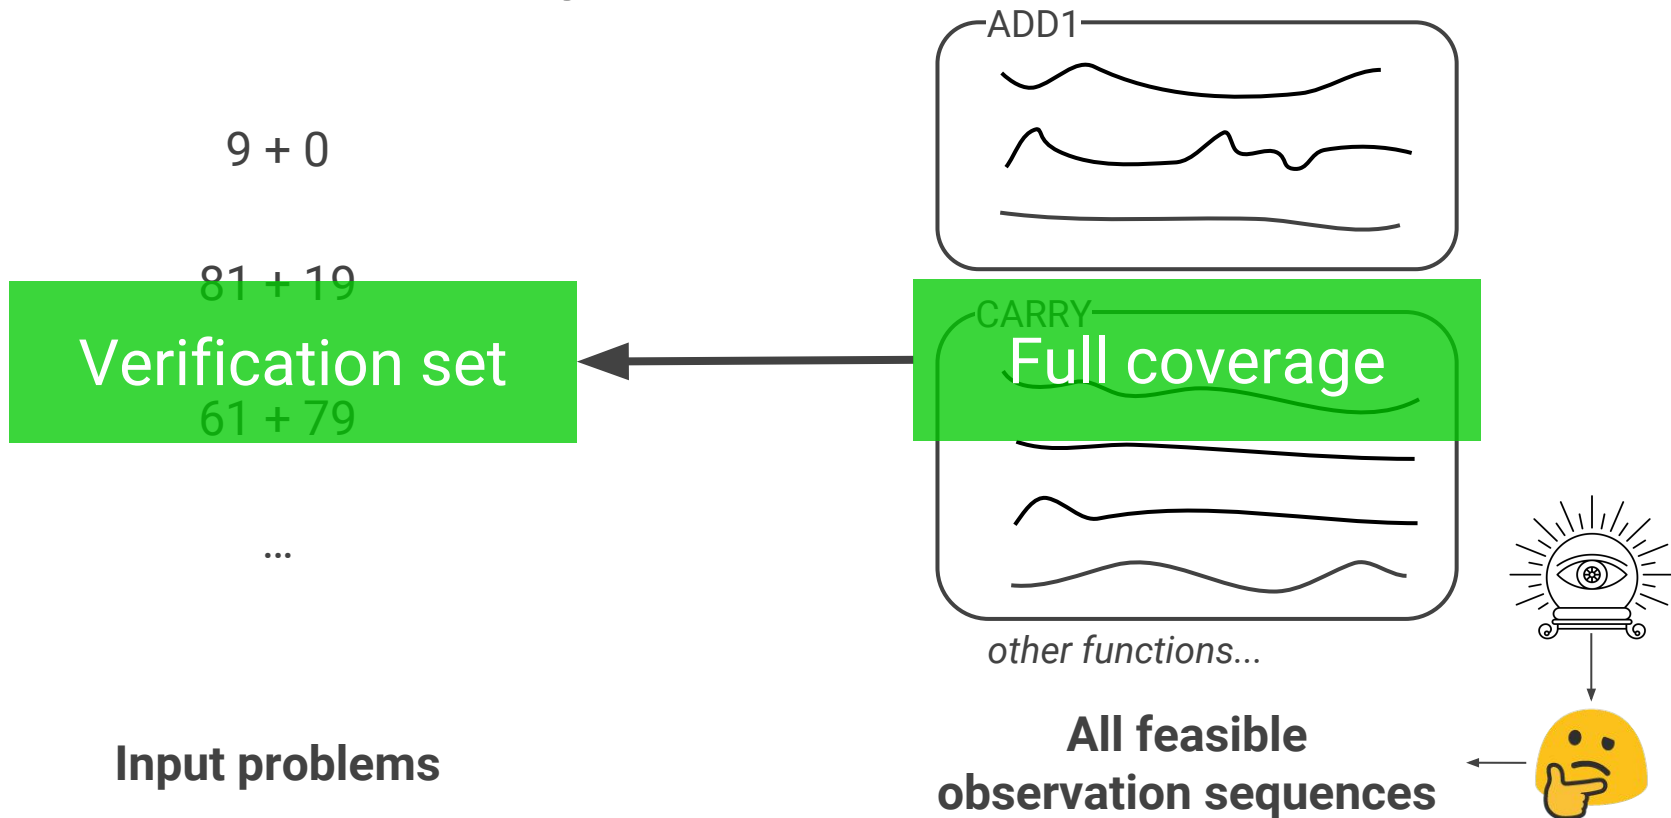 ADD1
9 + 0
81 + 19
Verification set
61 + 79
...
CARRY
Full coverage
other functions...
Input problems
All feasible
observation sequences